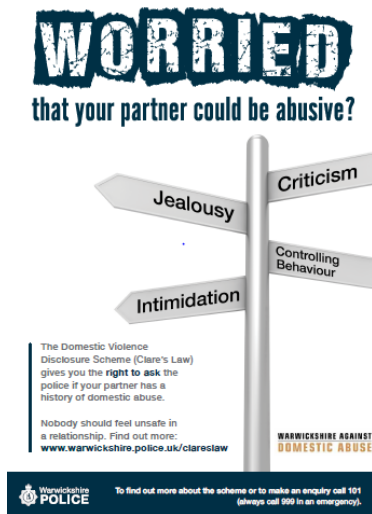 WORRIED
that your partner could be abusive?
Criticism
Jealousy
Controlling
Behaviour
Intimidation
The Domestic Violence
Disclosure Scheme (Clare's Law)
gives you the right to ask the
police if your partner has a
history of domestic abuse.
Nobody should feel unsafe in
a relationship. Find out more:
www.warwickshire.police.uk/clareslaw
WARWICKSHIRE AGAINST
DOMESTIC ABUSE
Warwickshire
POLICE
To find out more about the scheme or to make an enquiry call 101
(always call 999 in an emergency).